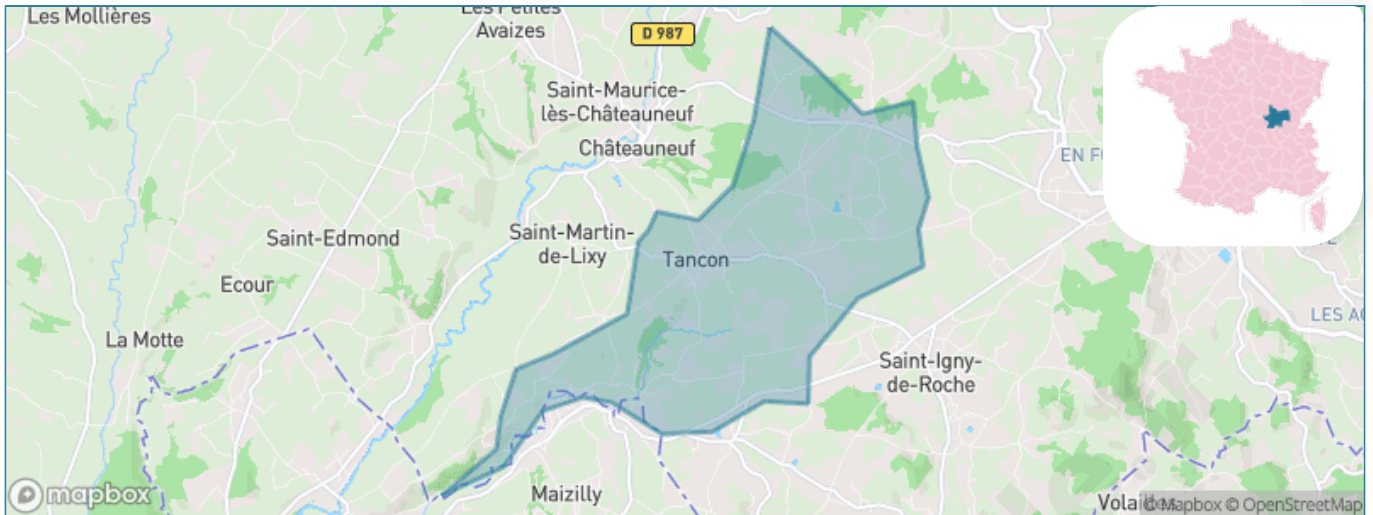 Les Mollières
Les Petites
Avaizes
D 987
Saint-Maurice-
lès-Châteauneuf
Châteauneuf
EN FO
Saint-Edmond
Saint-Martin-
de-Lixy
Tancon
Ecour
La Motte
LES AC
Saint-Igny-
de-Roche
Maizilly
mapbox
© Mapbox © OpenStreetMap